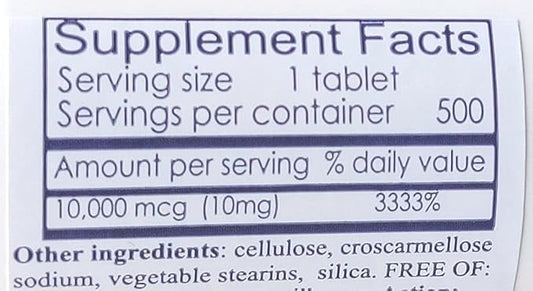 Supplement Facts
Serving size 1 tablet
Servings per container 500
Amount per serving % daily value
10,000 mcg (10mg) 3333%
Other ingredients: cellulose, croscarmellose
sodium, vegetable stearins, silica. FREE OF: